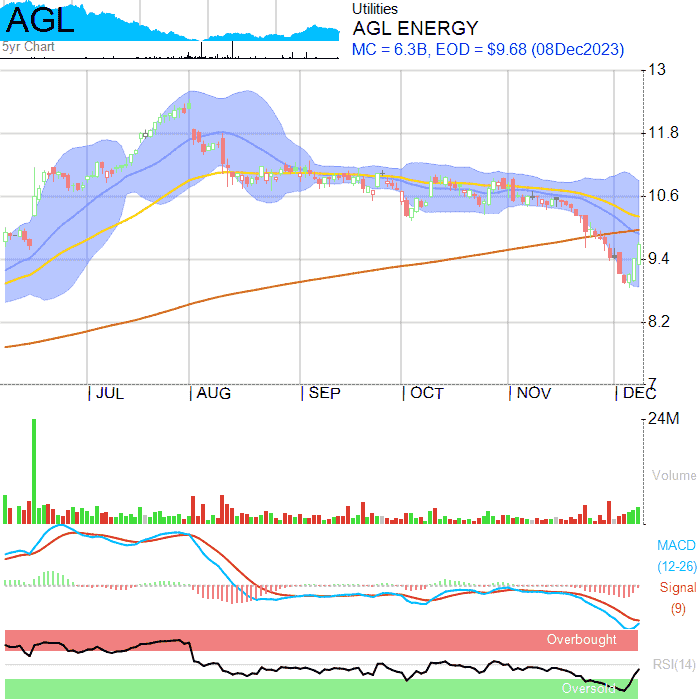 AGL
5yr Chart
Utilities
AGL ENERGY
MC = 6.3B, EOD = $9.68 (08Dec2023)
13
11.8
10.6
9.4
8.2
7
JUL
AUG
SEP
OCT
NOV
DEC
24M
Volume
MACD
(12-26)
Signal
(9)
Overbought
RSI(14)
Oversold